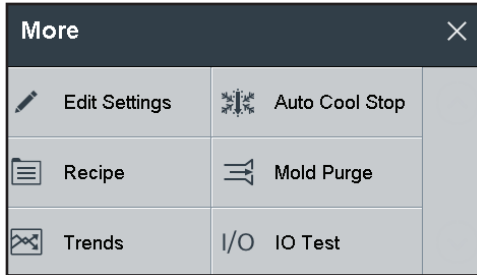 More
Edit Settings
Auto Cool Stop
Recipe
Mold Purge
Trends
I/O IO Test